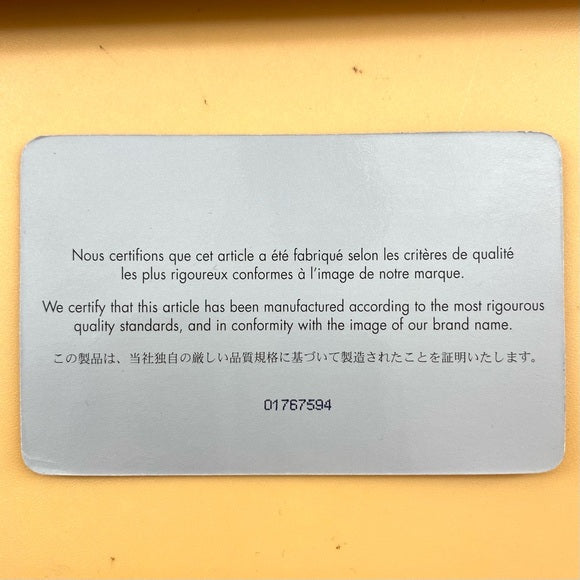 Nous certifions que cet article a été fabriqué selon les critères de qualité
les plus rigoureux conformes à l'image de notre marque.
We certify that this article has been manufactured according to the most rigourous
quality standards, and in conformity with the image of our brand name.
この製品は、当社独自の厳しい品質規格に基づいて製造されたことを証明いたします。
01767594